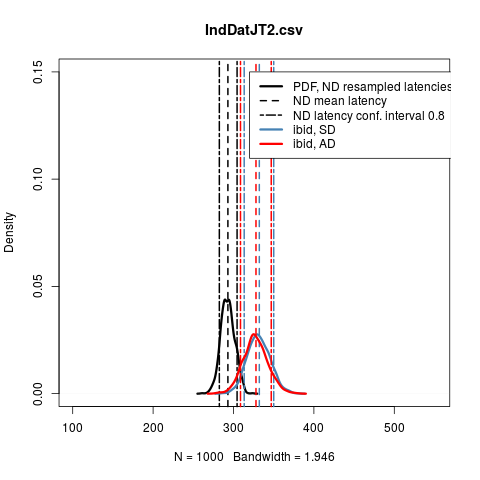 IndDatJT2.csv
PDF, ND resampled latencies
ND mean latency
ND latency conf. interval 0.8
ibid, SD
ibid, AD
Density
0.15
0.10
0.05
0.00
100 200 300 400 500
N = 1000 Bandwidth = 1.946